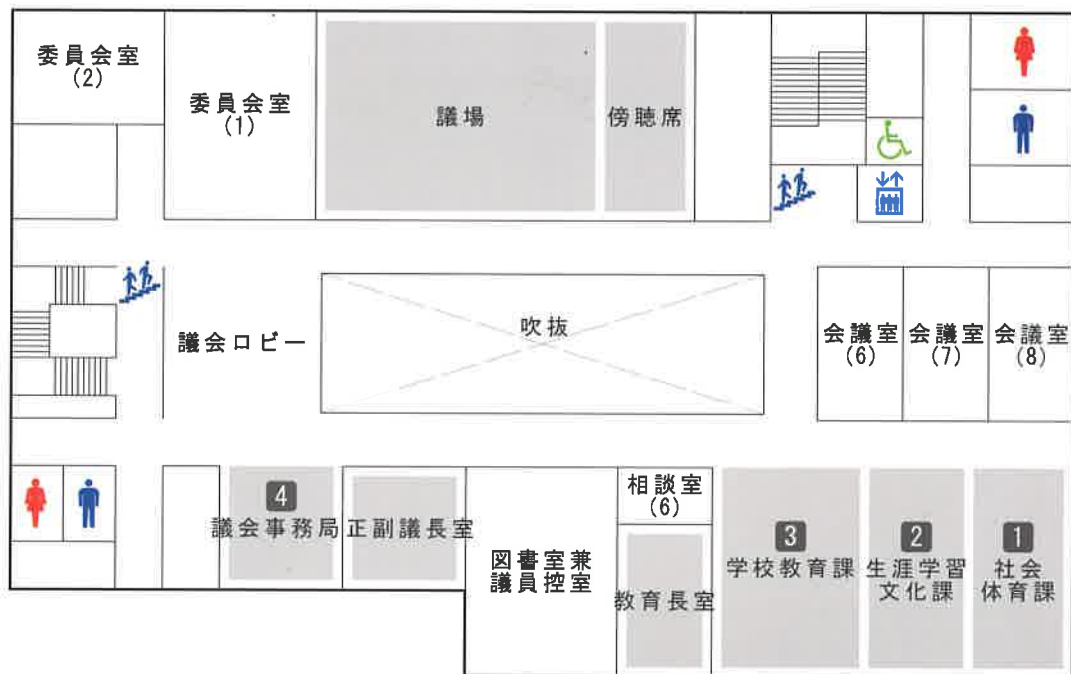 委員会室
(2)
委員会室
(1)
議場
傍聴席
議会ロビー
吹抜
会議室
(6)
会議室
(7)
会議室
(8)
4
議会事務局
正副議長室
図書室兼
議員控室
相談室
(6)
教育長室
3
学校教育課
2
生涯学習
文化課
1
社会
体育課